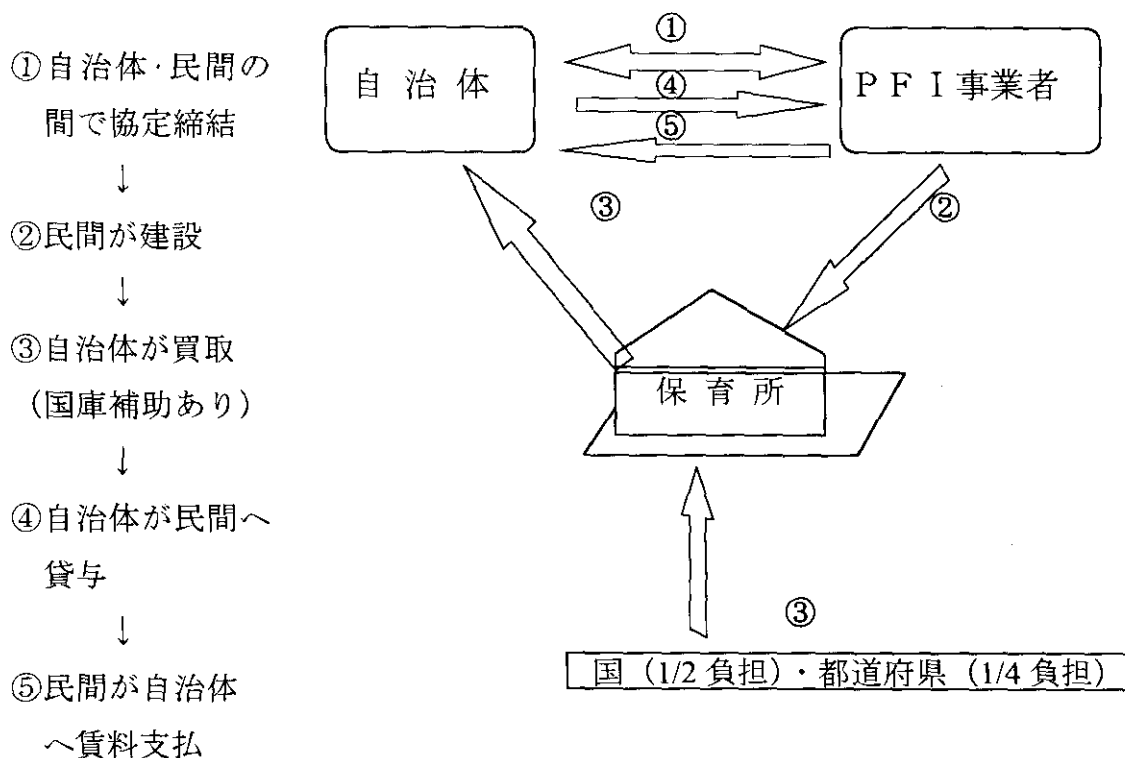 ①自治体・民間の
間で協定締結
↓
②民間が建設
↓
③自治体が買取
（国庫補助あり）
↓
④自治体が民間へ
貸与
↓
⑤民間が自治体
へ賃料支払
自治体
①
④
⑤
ＰＦＩ事業者
③
②
保育所
③
国（1/2 負担）・都道府県（1/4 負担）